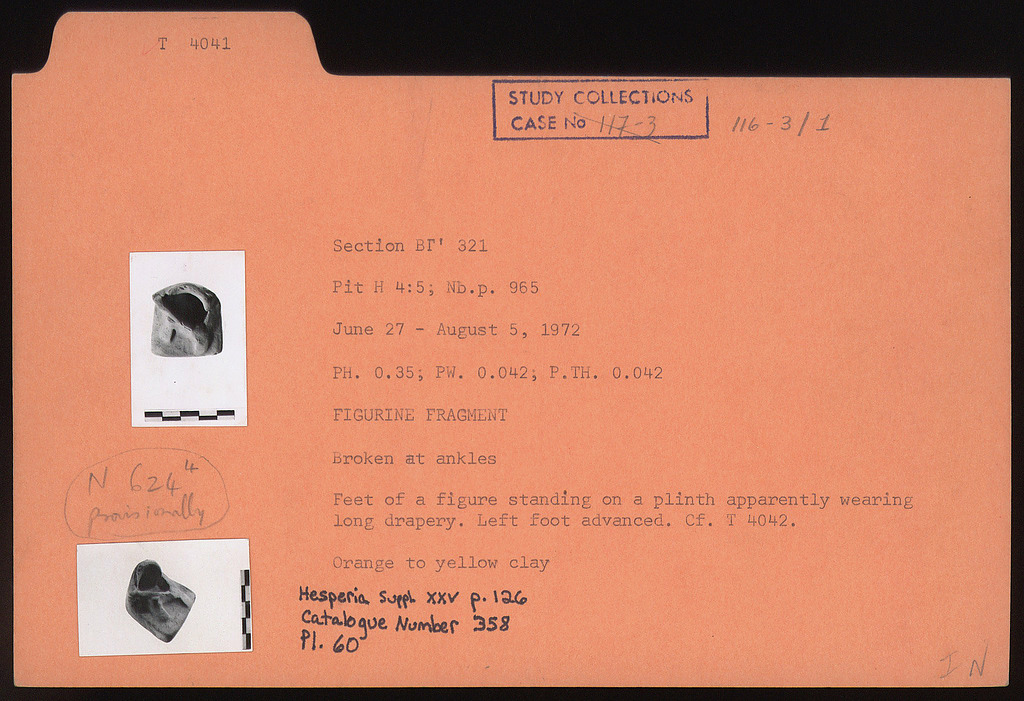 T 4041
STUDY COLLECTIONS
CASE No 117-3
116-3/1
Section ΒΓ' 321
Pit H 4:5; Nb.p. 965
June 27 - August 5, 1972
PH. 0.35; PW. 0.042; P.TH. 0.042
FIGURINE FRAGMENT
Broken at ankles
N 624⁴
provisionally
Feet of a figure standing on a plinth apparently wearing
long drapery. Left foot advanced. Cf. T 4042.
Orange to yellow clay
Hesperia Suppl. XXV p. 126
Catalogue Number 358
Pl. 60
IN